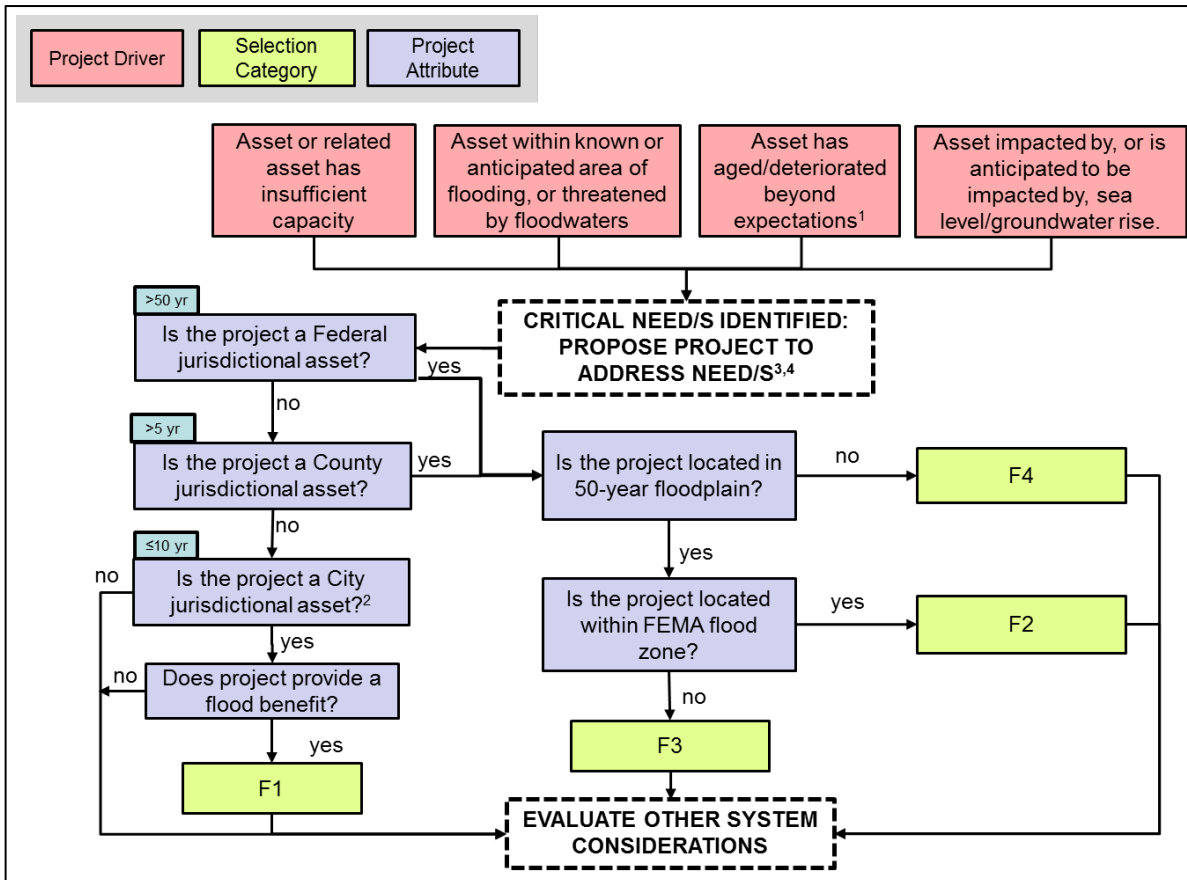 Project Driver
Selection
Category
Project
Attribute
Asset or related
asset has
insufficient
capacity
Asset within known or
anticipated area of
flooding, or threatened
by floodwaters
Asset has
aged/deteriorated
beyond
expectations¹
Asset impacted by, or is
anticipated to be
impacted by, sea
level/groundwater rise.
CRITICAL NEED/S IDENTIFIED:
PROPOSE PROJECT TO
ADDRESS NEED/S³,⁴
>50 yr
Is the project a Federal
jurisdictional asset?
yes
no
>5 yr
Is the project a County
jurisdictional asset?
yes
no
Is the project located in
50-year floodplain?
no
F4
yes
≤10 yr
Is the project a City
jurisdictional asset?²
no
yes
Is the project located
within FEMA flood
zone?
yes
F2
no
Does project provide a
flood benefit?
no
yes
F3
F1
EVALUATE OTHER SYSTEM
CONSIDERATIONS